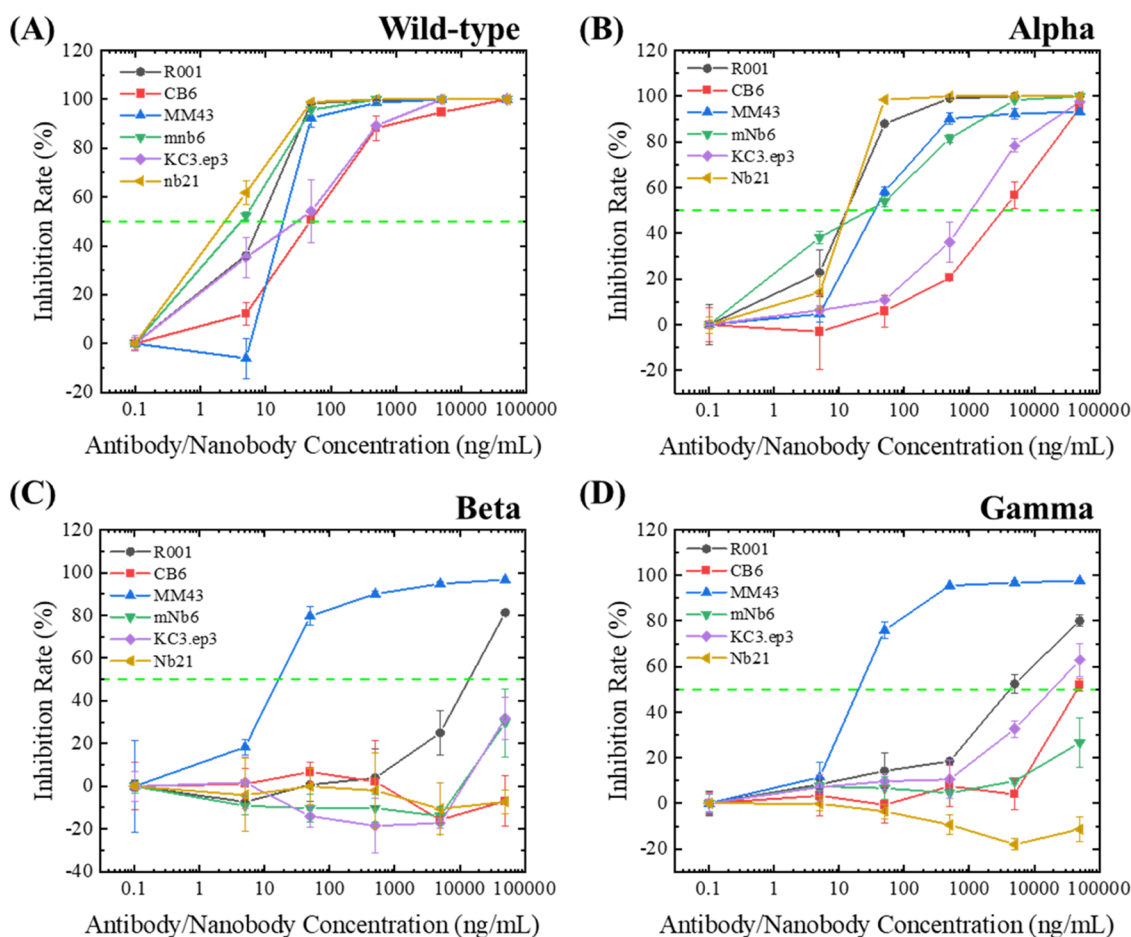 (A) Wild-type
120
100
80
60
40
20
0
-20
Inhibition Rate (%)
R001
CB6
MM43
mnb6
KC3.ep3
nb21
0.1 1 10 100 1000 10000 100000
Antibody/Nanobody Concentration (ng/mL)
(B) Alpha
120
100
80
60
40
20
0
-20
Inhibition Rate (%)
R001
CB6
MM43
mNb6
KC3.ep3
Nb21
0.1 1 10 100 1000 10000 100000
Antibody/Nanobody Concentration (ng/mL)
(C) Beta
120
100
80
60
40
20
0
-20
-40
Inhibition Rate (%)
R001
CB6
MM43
mNb6
KC3.ep3
Nb21
0.1 1 10 100 1000 10000 100000
Antibody/Nanobody Concentration (ng/mL)
(D) Gamma
120
100
80
60
40
20
0
-20
Inhibition Rate (%)
R001
CB6
MM43
mNb6
KC3.ep3
Nb21
0.1 1 10 100 1000 10000 100000
Antibody/Nanobody Concentration (ng/mL)